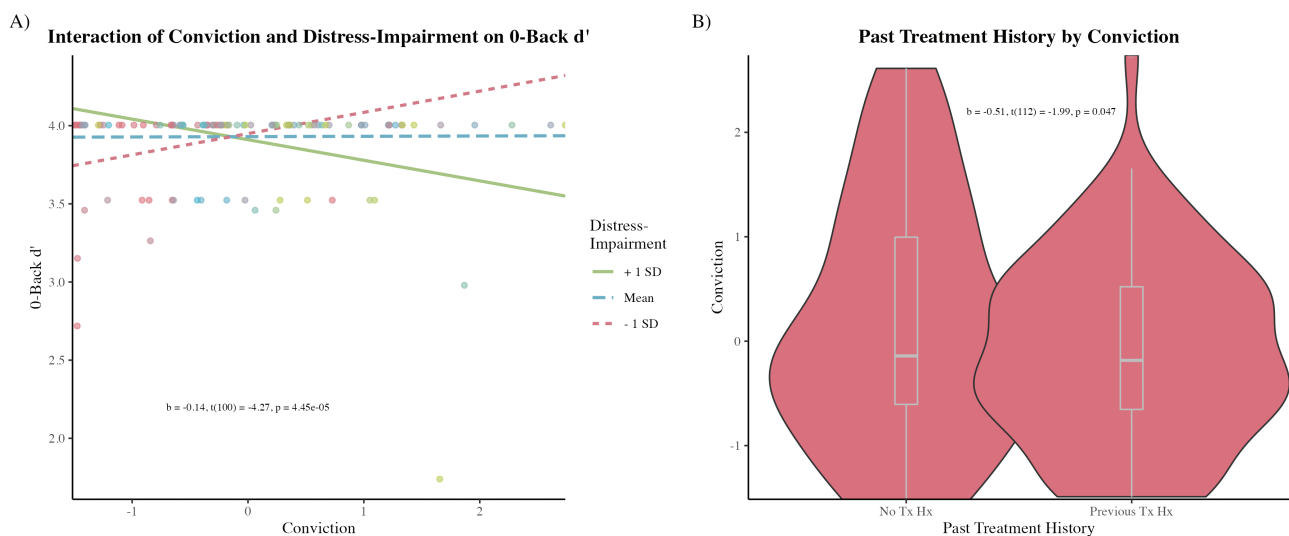 A)
Interaction of Conviction and Distress-Impairment on 0-Back d'
0-Back d'
4.0
3.5
3.0
2.5
2.0
b = -0.14, t(100) = -4.27, p = 4.45e-05
-1
0
1
2
Conviction
Distress-
Impairment
+ 1 SD
Mean
- 1 SD
B)
Past Treatment History by Conviction
b = -0.51, t(112) = -1.99, p = 0.047
Conviction
2
1
0
-1
No Tx Hx
Previous Tx Hx
Past Treatment History